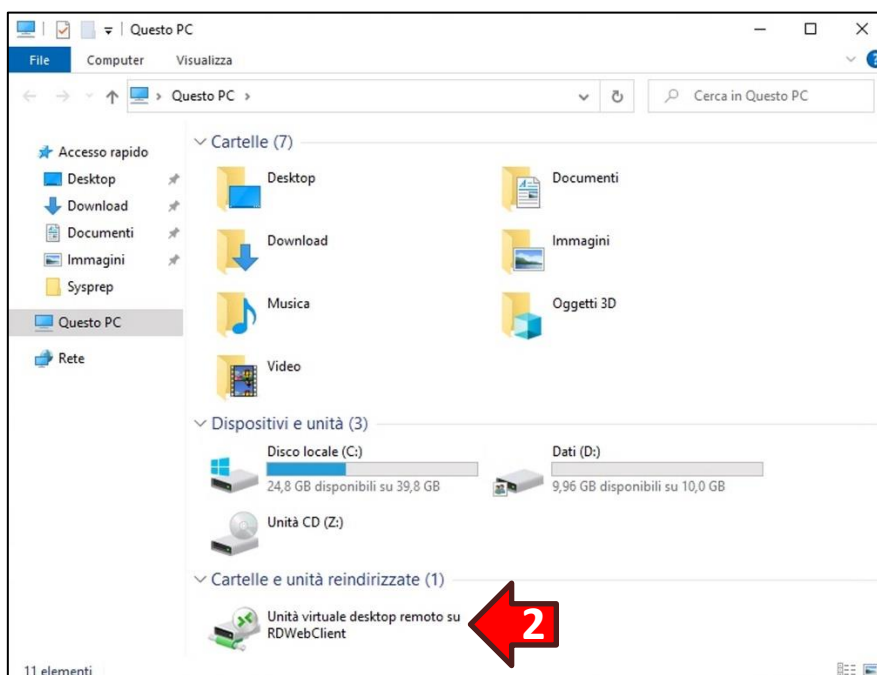 Questo PC
File Computer Visualizza
Questo PC
Cerca in Questo PC
Accesso rapido
Desktop
Download
Documenti
Immagini
Sysprep
Questo PC
Rete
Cartelle (7)
Desktop
Documenti
Download
Immagini
Musica
Oggetti 3D
Video
Dispositivi e unità (3)
Disco locale (C:)
24,8 GB disponibili su 39,8 GB
Dati (D:)
9,96 GB disponibili su 10,0 GB
Unità CD (Z:)
Cartelle e unità reindirizzate (1)
Unità virtuale desktop remoto su
RDWebClient
2
11 elementi